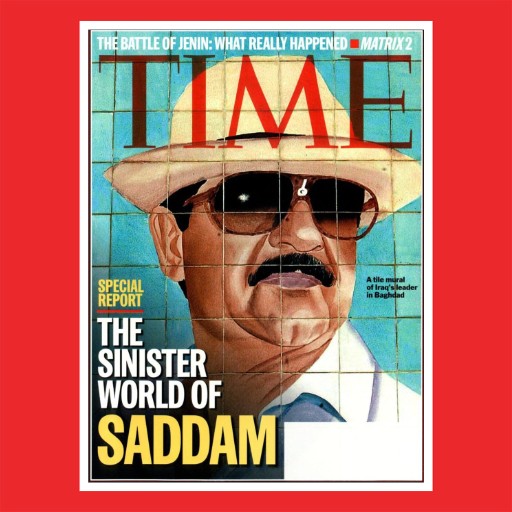 THE BATTLE OF JENIN: WHAT REALLY HAPPENED ■ MATRIX 2
TIME
A tile mural
of Iraq's leader
in Baghdad
SPECIAL
REPORT
THE
SINISTER
WORLD OF
SADDAM